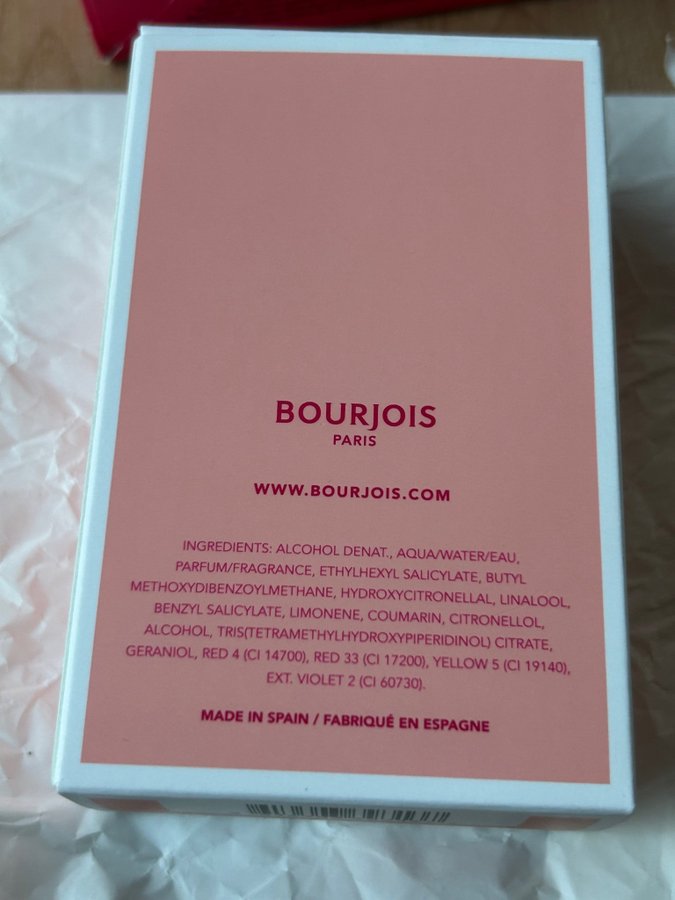 BOURJOIS
PARIS
WWW.BOURJOIS.COM
INGREDIENTS: ALCOHOL DENAT., AQUA/WATER/EAU,
PARFUM/FRAGRANCE, ETHYLHEXYL SALICYLATE, BUTYL
METHOXYDIBENZOYLMETHANE, HYDROXYCITRONELLAL, LINALOOL,
BENZYL SALICYLATE, LIMONENE, COUMARIN, CITRONELLOL,
ALCOHOL, TRIS(TETRAMETHYLHYDROXYPIPERIDINOL) CITRATE,
GERANIOL, RED 4 (CI 14700), RED 33 (CI 17200), YELLOW 5 (CI 19140),
EXT. VIOLET 2 (CI 60730).
MADE IN SPAIN / FABRIQUÉ EN ESPAGNE